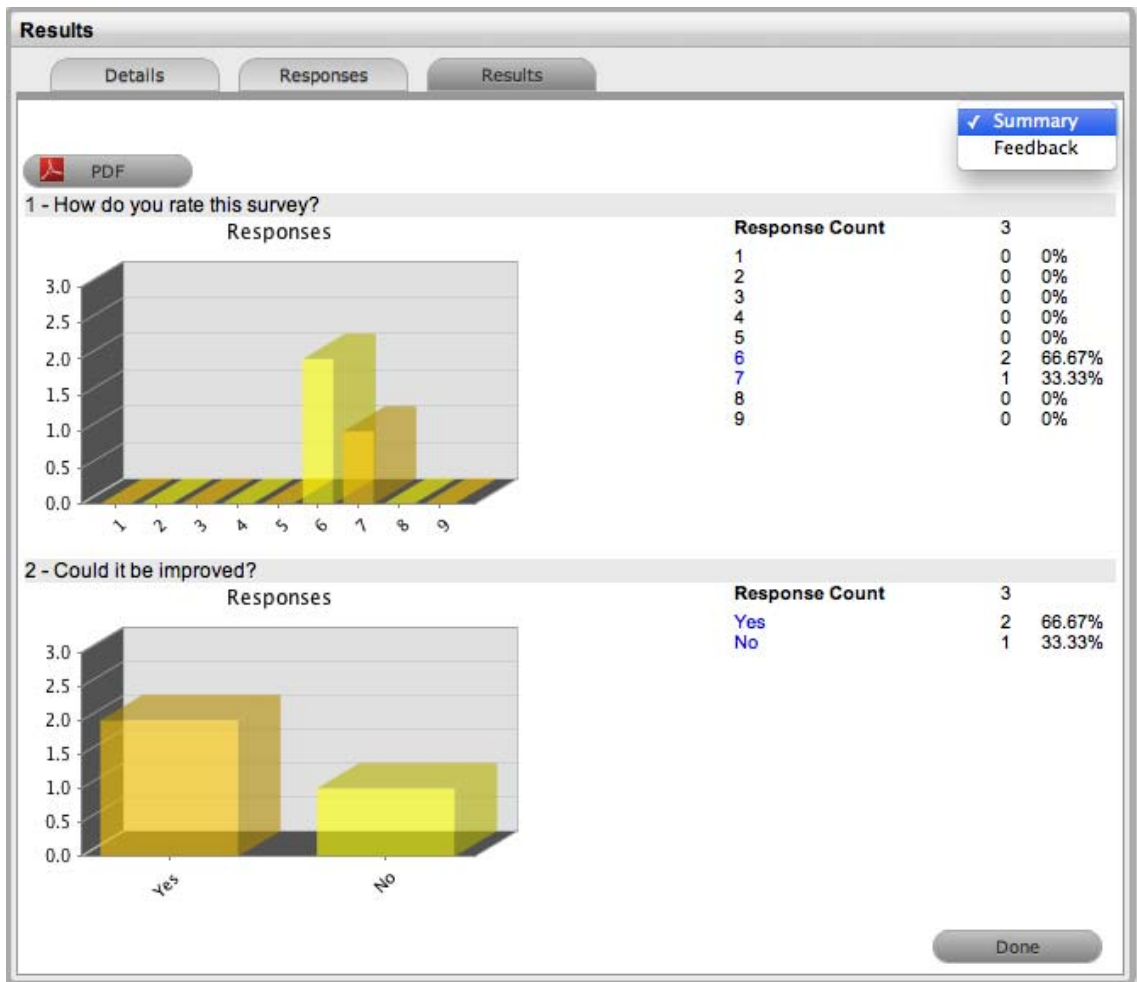 Results
Details Responses Results
✓ Summary
Feedback
PDF
1 - How do you rate this survey?
Responses
Response Count 3
1 0 0%
2 0 0%
3 0 0%
4 0 0%
5 0 0%
6 2 66.67%
7 1 33.33%
8 0 0%
9 0 0%
3.0
2.5
2.0
1.5
1.0
0.5
0.0
1 2 3 4 5 6 7 8 9
2 - Could it be improved?
Responses
Response Count 3
Yes 2 66.67%
No 1 33.33%
3.0
2.5
2.0
1.5
1.0
0.5
0.0
Yes No
Done